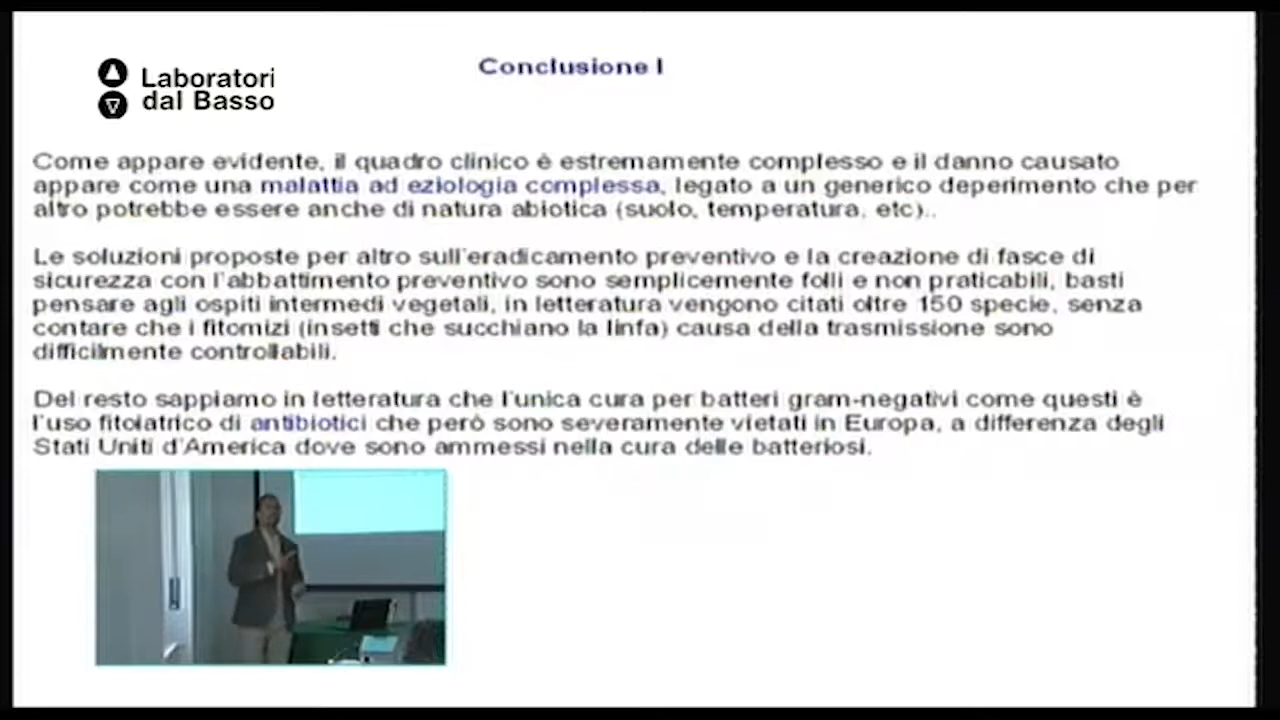 Laboratori
dal Basso
Conclusione I
Come appare evidente, il quadro clinico è estremamente complesso e il danno causato
appare come una malattia ad eziologia complessa, legato a un generico deperimento che per
altro potrebbe essere anche di natura abiotica (suolo, temperatura, etc)..
Le soluzioni proposte per altro sull'eradicamento preventivo e la creazione di fasce di
sicurezza con l'abbattimento preventivo sono semplicemente folli e non praticabili, basti
pensare agli ospiti intermedi vegetali, in letteratura vengono citati oltre 150 specie, senza
contare che i fitomizi (insetti che succhiano la linfa) causa della trasmissione sono
difficilmente controllabili.
Del resto sappiamo in letteratura che l'unica cura per batteri gram-negativi come questi è
l'uso fitoiatrico di antibiotici che però sono severamente vietati in Europa, a differenza degli
Stati Uniti d'America dove sono ammessi nella cura delle batteriosi.